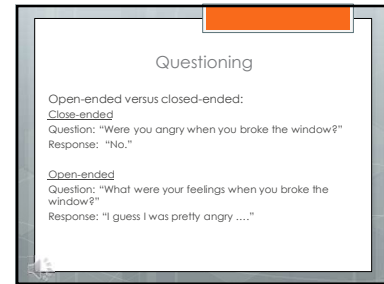 Questioning
Open-ended versus closed-ended:
Close-ended
Question: “Were you angry when you broke the window?”
Response:  “No.”
Open-ended
Question: “What were your feelings when you broke the
window?”
Response: “I guess I was pretty angry ….”